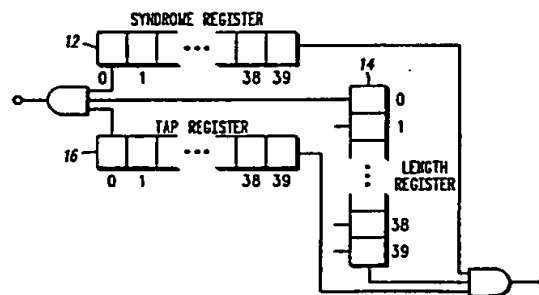 SYNDROWE REGISTER
12
0 1 38 39
14
0
1
TAP REGISTER
16
0 1 38 39
LENGTH
REGISTER
38
39